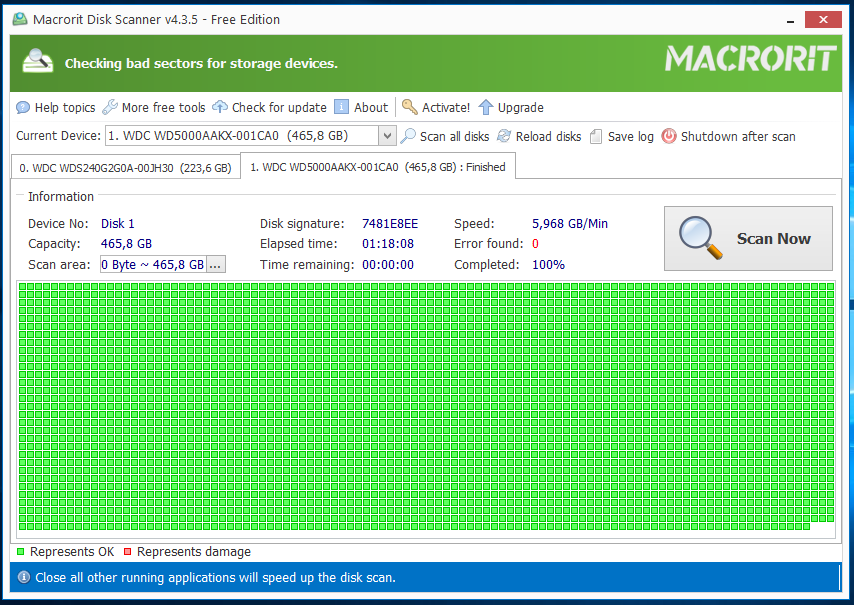 Macrorit Disk Scanner v4.3.5 - Free Edition
Checking bad sectors for storage devices.
MACRORIT
Help topics More free tools Check for update About Activate! Upgrade
Current Device: 1. WDC WD5000AAKX-001CA0 (465,8 GB) Scan all disks Reload disks Save log Shutdown after scan
0. WDC WDS240G2G0A-00JH30 (223,6 GB) 1. WDC WD5000AAKX-001CA0 (465,8 GB) : Finished
Information
Device No: Disk 1 Disk signature: 7481E8EE Speed: 5,968 GB/Min
Capacity: 465,8 GB Elapsed time: 01:18:08 Error found: 0
Scan area: 0 Byte ~ 465,8 GB ... Time remaining: 00:00:00 Completed: 100%
Scan Now
Represents OK Represents damage
Close all other running applications will speed up the disk scan.